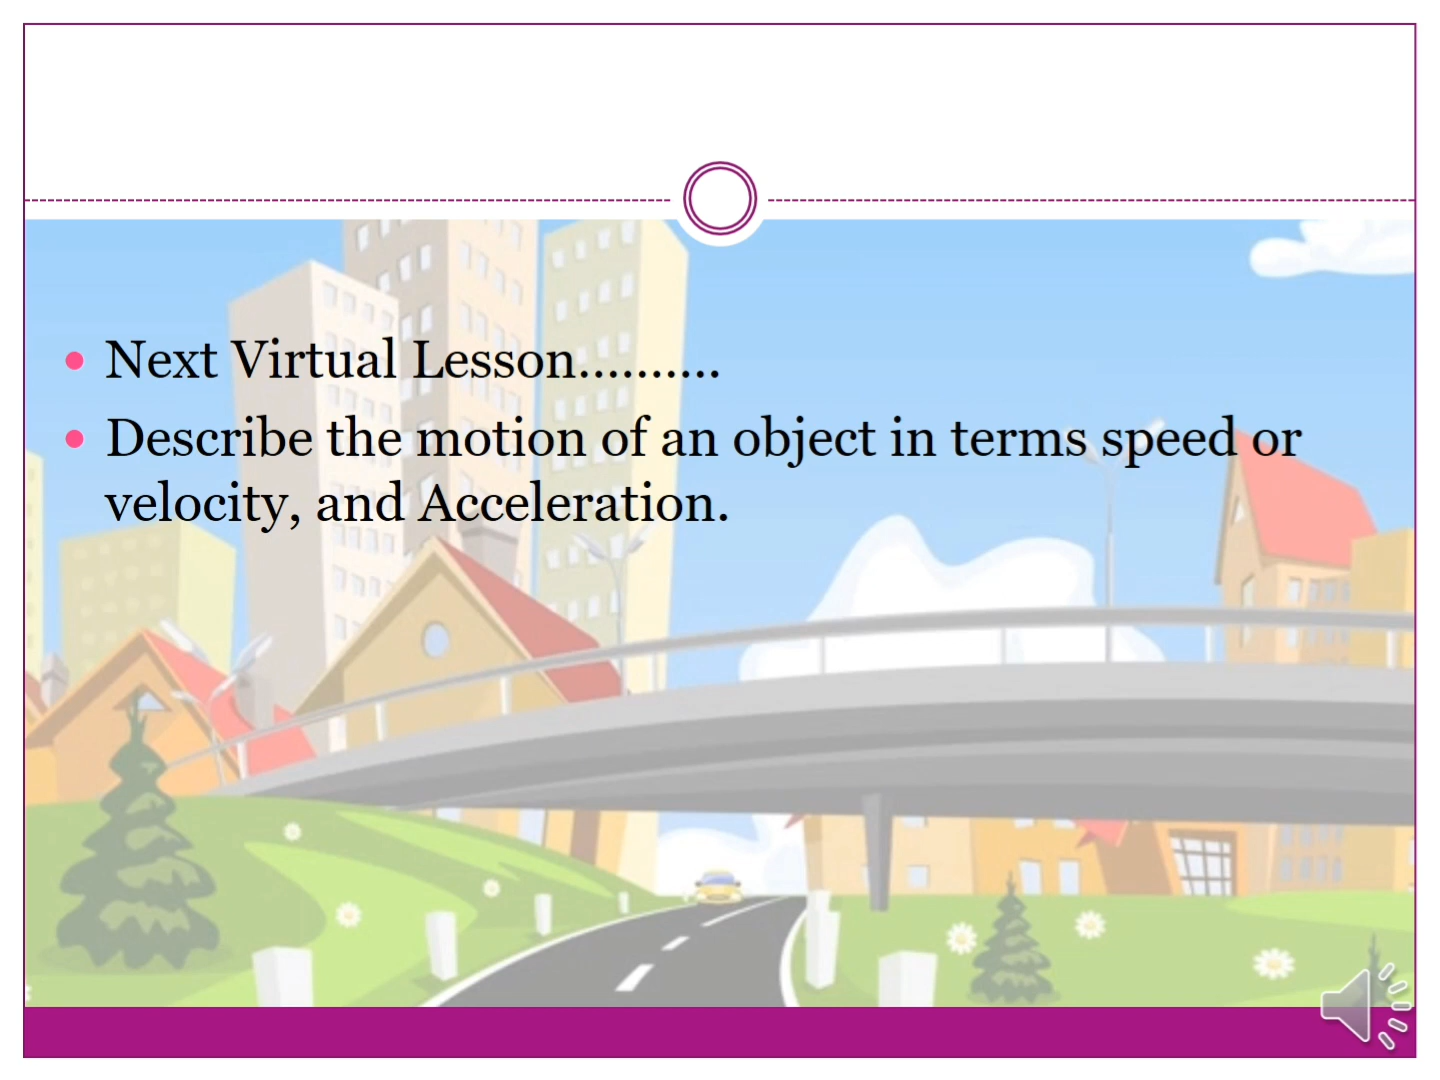 Next Virtual Lesson..........
Describe the motion of an object in terms speed or
velocity, and Acceleration.